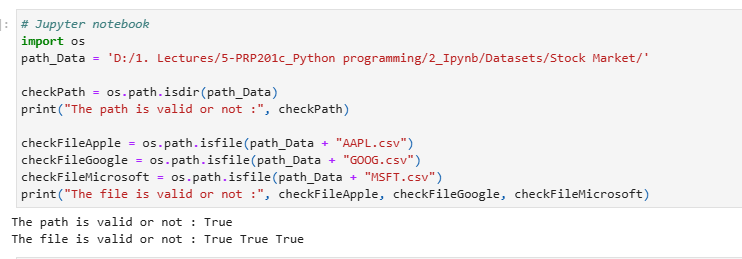 ]: # Jupyter notebook
import os
path_Data = 'D:/1. Lectures/5-PRP201c_Python programming/2_Ipynb/Datasets/Stock Market/'
checkPath = os.path.isdir(path_Data)
print("The path is valid or not :", checkPath)
checkFileApple = os.path.isfile(path_Data + "AAPL.csv")
checkFileGoogle = os.path.isfile(path_Data + "GOOG.csv")
checkFileMicrosoft = os.path.isfile(path_Data + "MSFT.csv")
print("The file is valid or not :", checkFileApple, checkFileGoogle, checkFileMicrosoft)
The path is valid or not : True
The file is valid or not : True True True